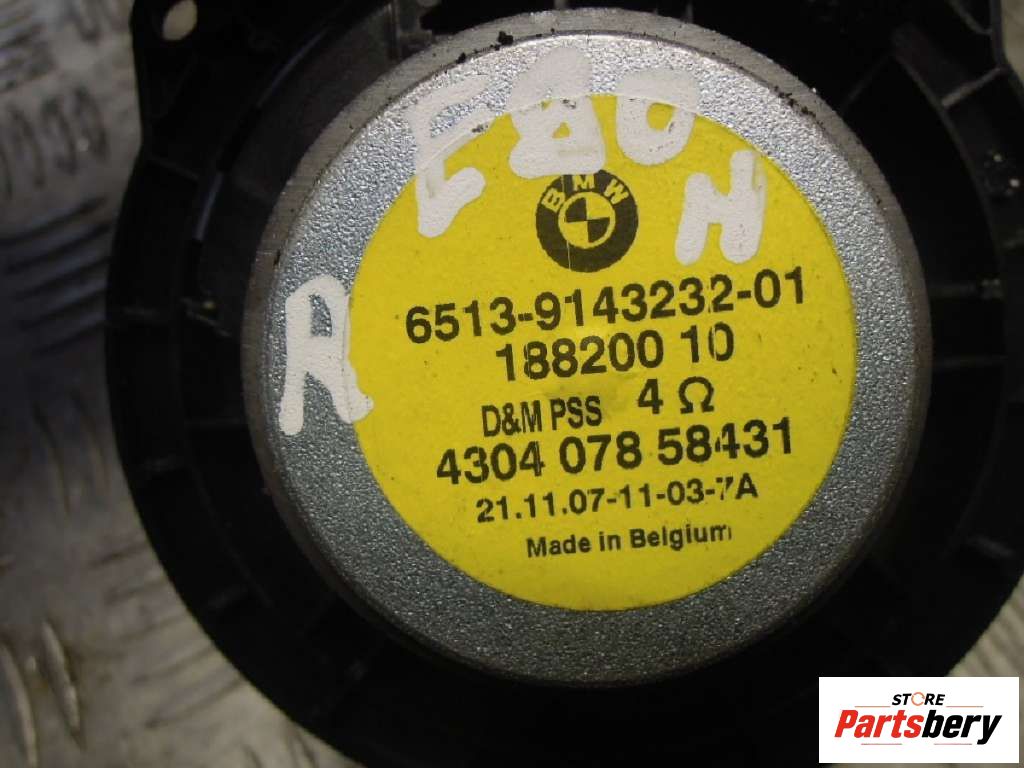 E80
N
A
BMW
6513-9143232-01
188200 10
D&M PSS 4 Ω
4304 078 58431
21.11.07-11-03-7A
Made in Belgium
STORE
Partsbery